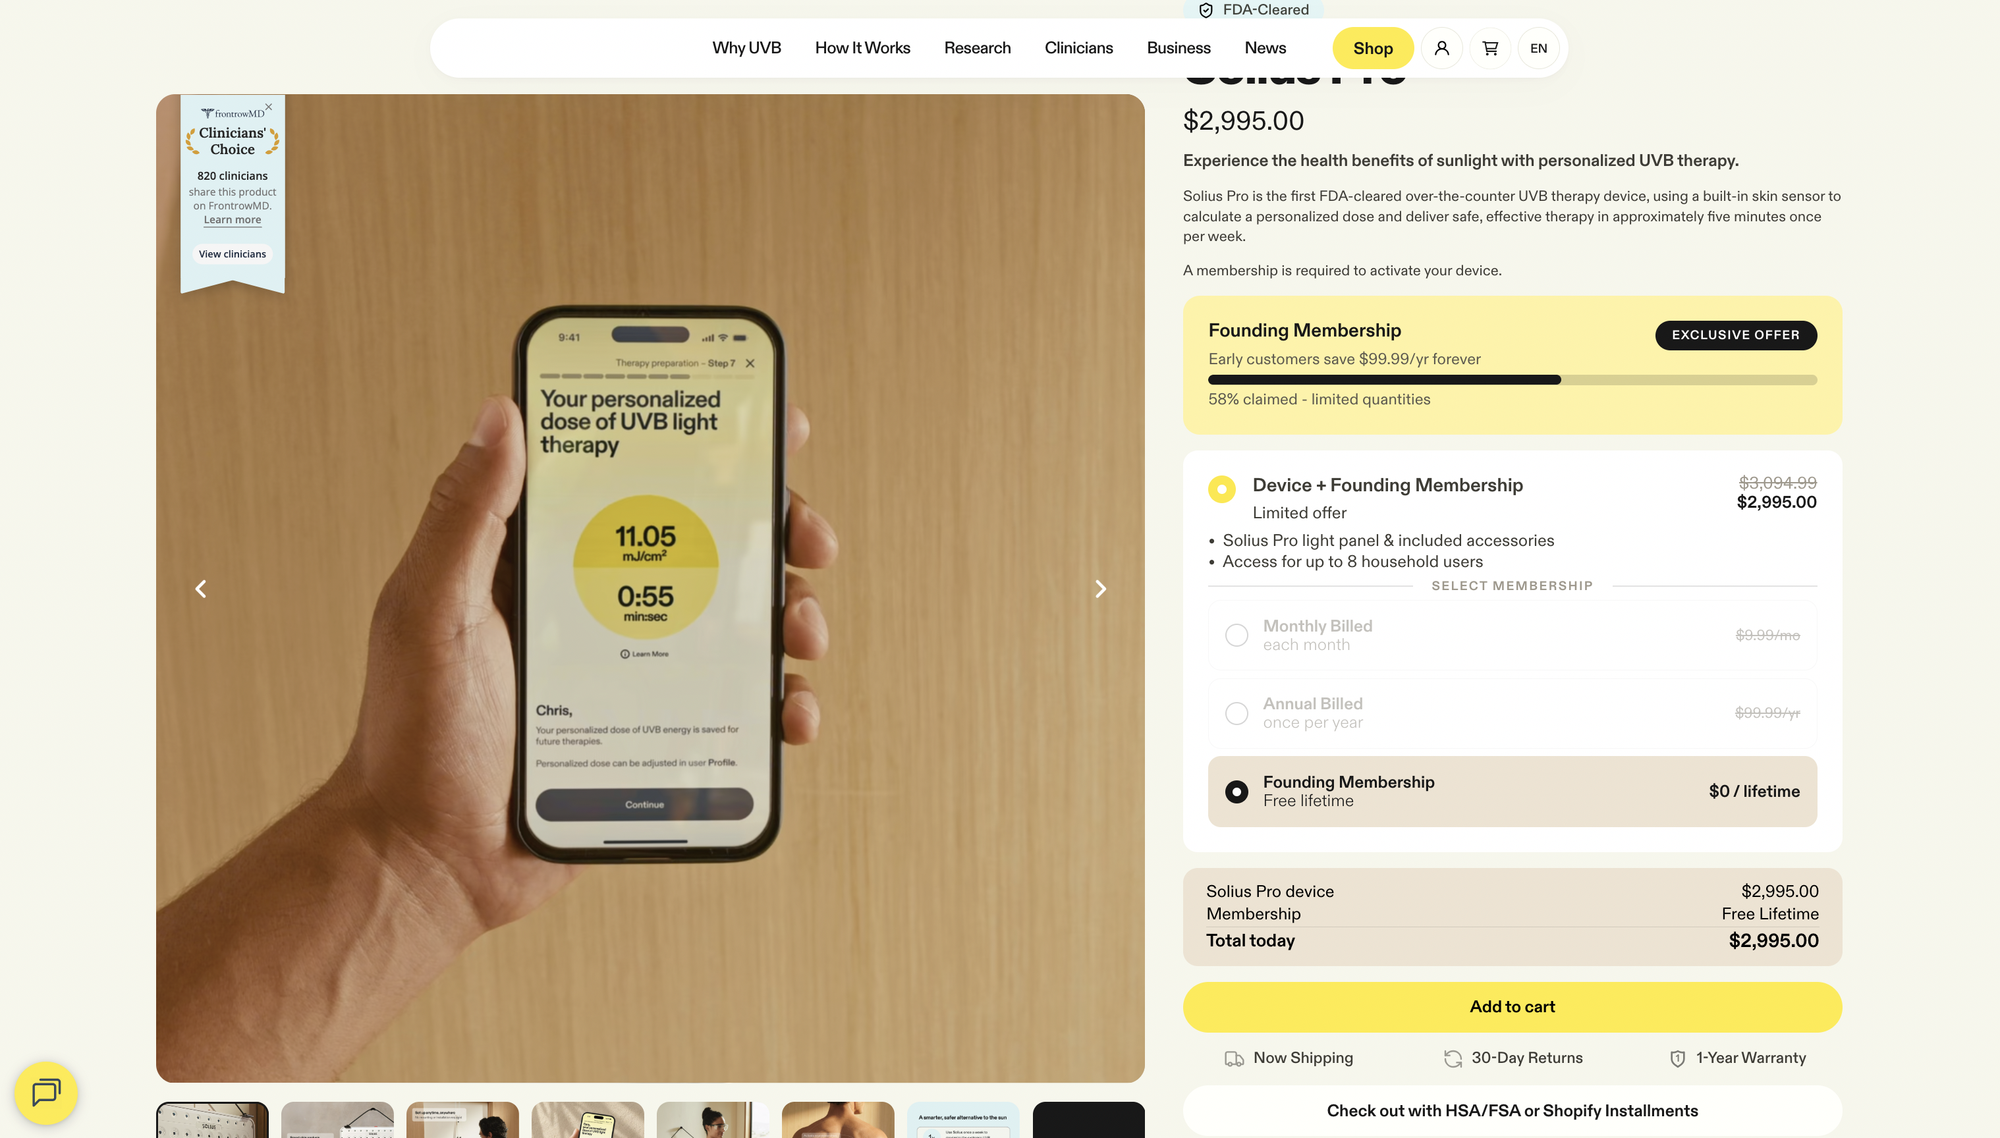 FDA-Cleared
Why UVB
How It Works
Research
Clinicians
Business
News
Shop
EN
Solius Pro
$2,995.00
Experience the health benefits of sunlight with personalized UVB therapy.
Solius Pro is the first FDA-cleared over-the-counter UVB therapy device, using a built-in skin sensor to
calculate a personalized dose and deliver safe, effective therapy in approximately five minutes once
per week.
A membership is required to activate your device.
frontrowMD
Clinicians'
Choice
820 clinicians
share this product
on FrontrowMD.
Learn more
View clinicians
9:41
Therapy preparation – Step 7
Your personalized
dose of UVB light
therapy
11.05
mJ/cm²
0:55
min:sec
Learn More
Chris,
Your personalized dose of UVB energy is saved for
future therapies.
Personalized dose can be adjusted in user Profile.
Continue
Founding Membership
EXCLUSIVE OFFER
Early customers save $99.99/yr forever
58% claimed - limited quantities
Device + Founding Membership
$3,094.99
$2,995.00
Limited offer
• Solius Pro light panel & included accessories
• Access for up to 8 household users
SELECT MEMBERSHIP
Monthly Billed
each month
$9.99/mo
Annual Billed
once per year
$99.99/yr
Founding Membership
Free lifetime
$0 / lifetime
Solius Pro device
$2,995.00
Membership
Free Lifetime
Total today
$2,995.00
Add to cart
Now Shipping
30-Day Returns
1-Year Warranty
Check out with HSA/FSA or Shopify Installments
A smarter, safer alternative to the sun